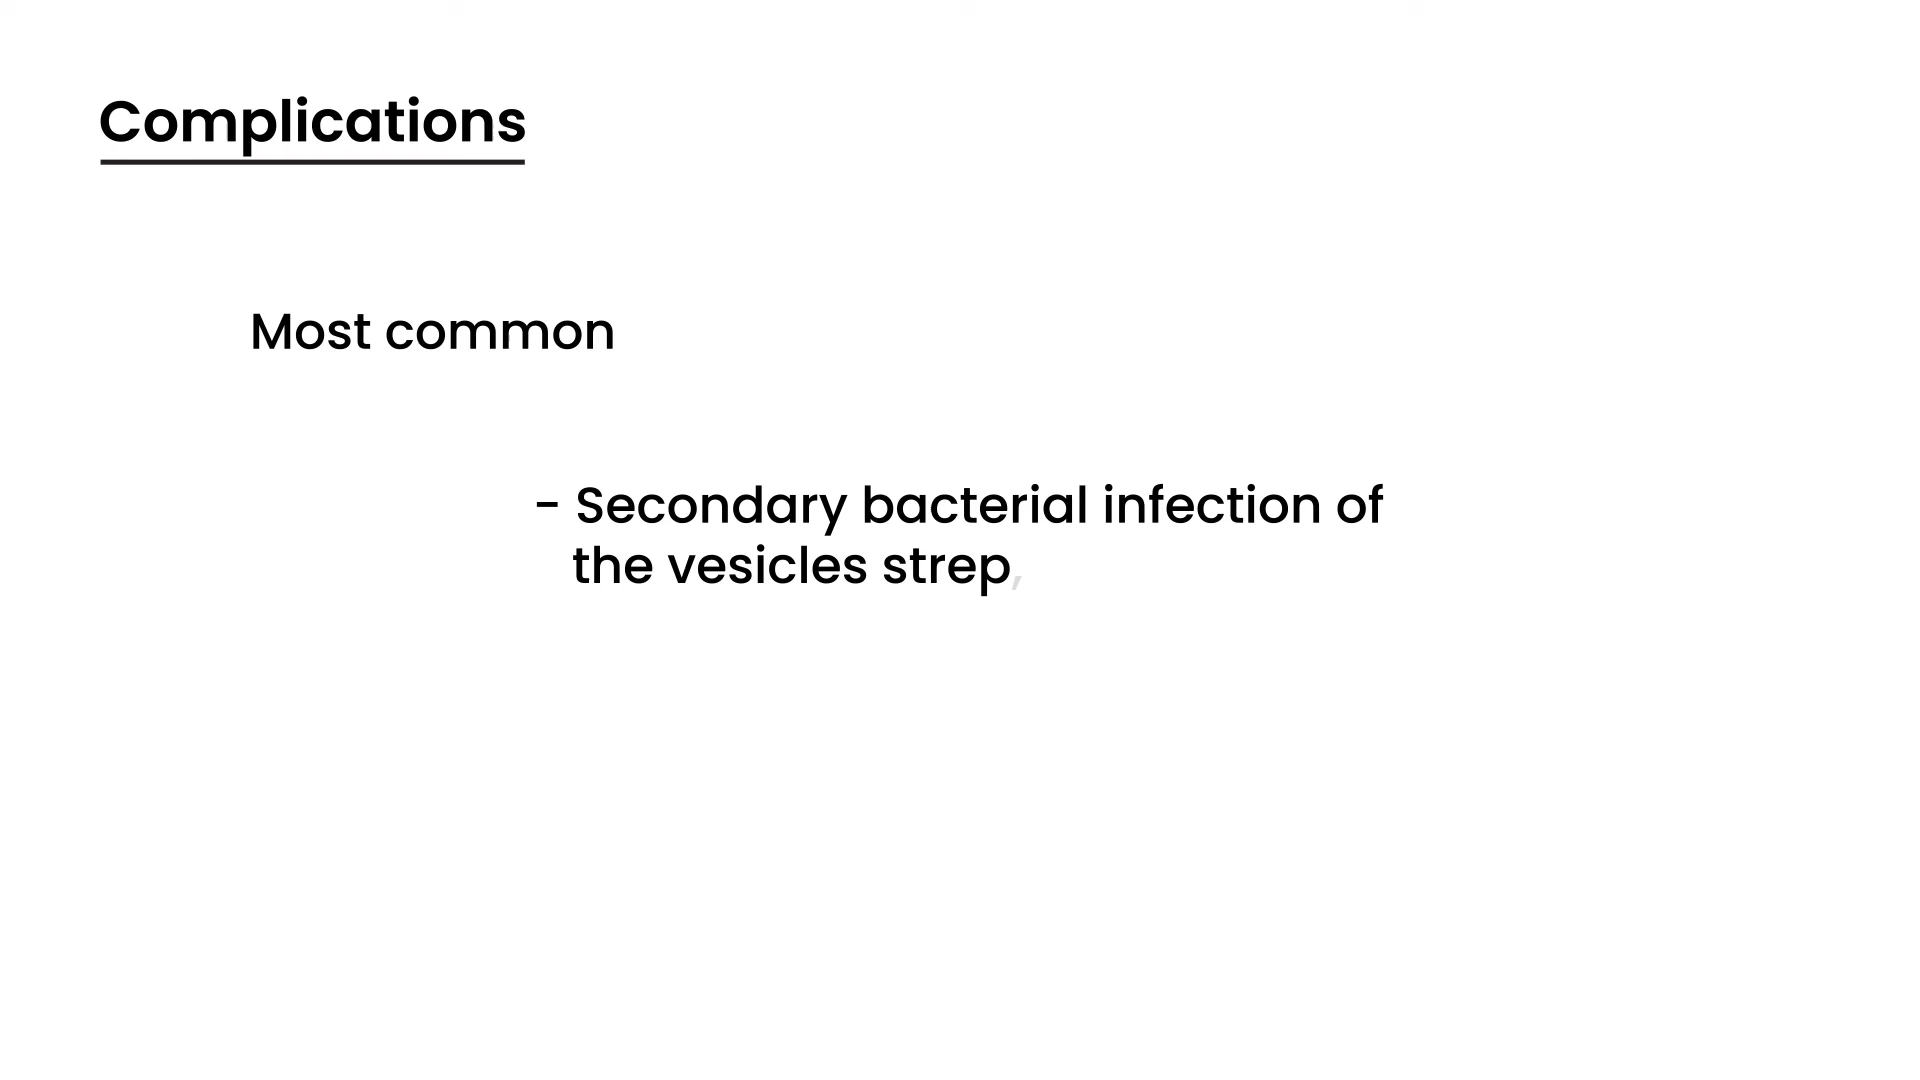 Complications
Most common
- Secondary bacterial infection of
the vesicles strep,